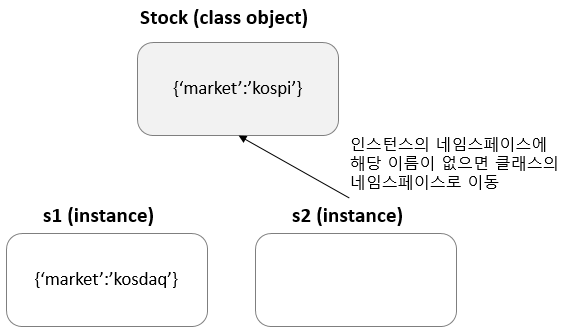 Stock (class object)
{‘market’:’kospi’}
인스턴스의 네임스페이스에
해당 이름이 없으면 클래스의
네임스페이스로 이동
s1 (instance)
s2 (instance)
{‘market’:’kosdaq’}